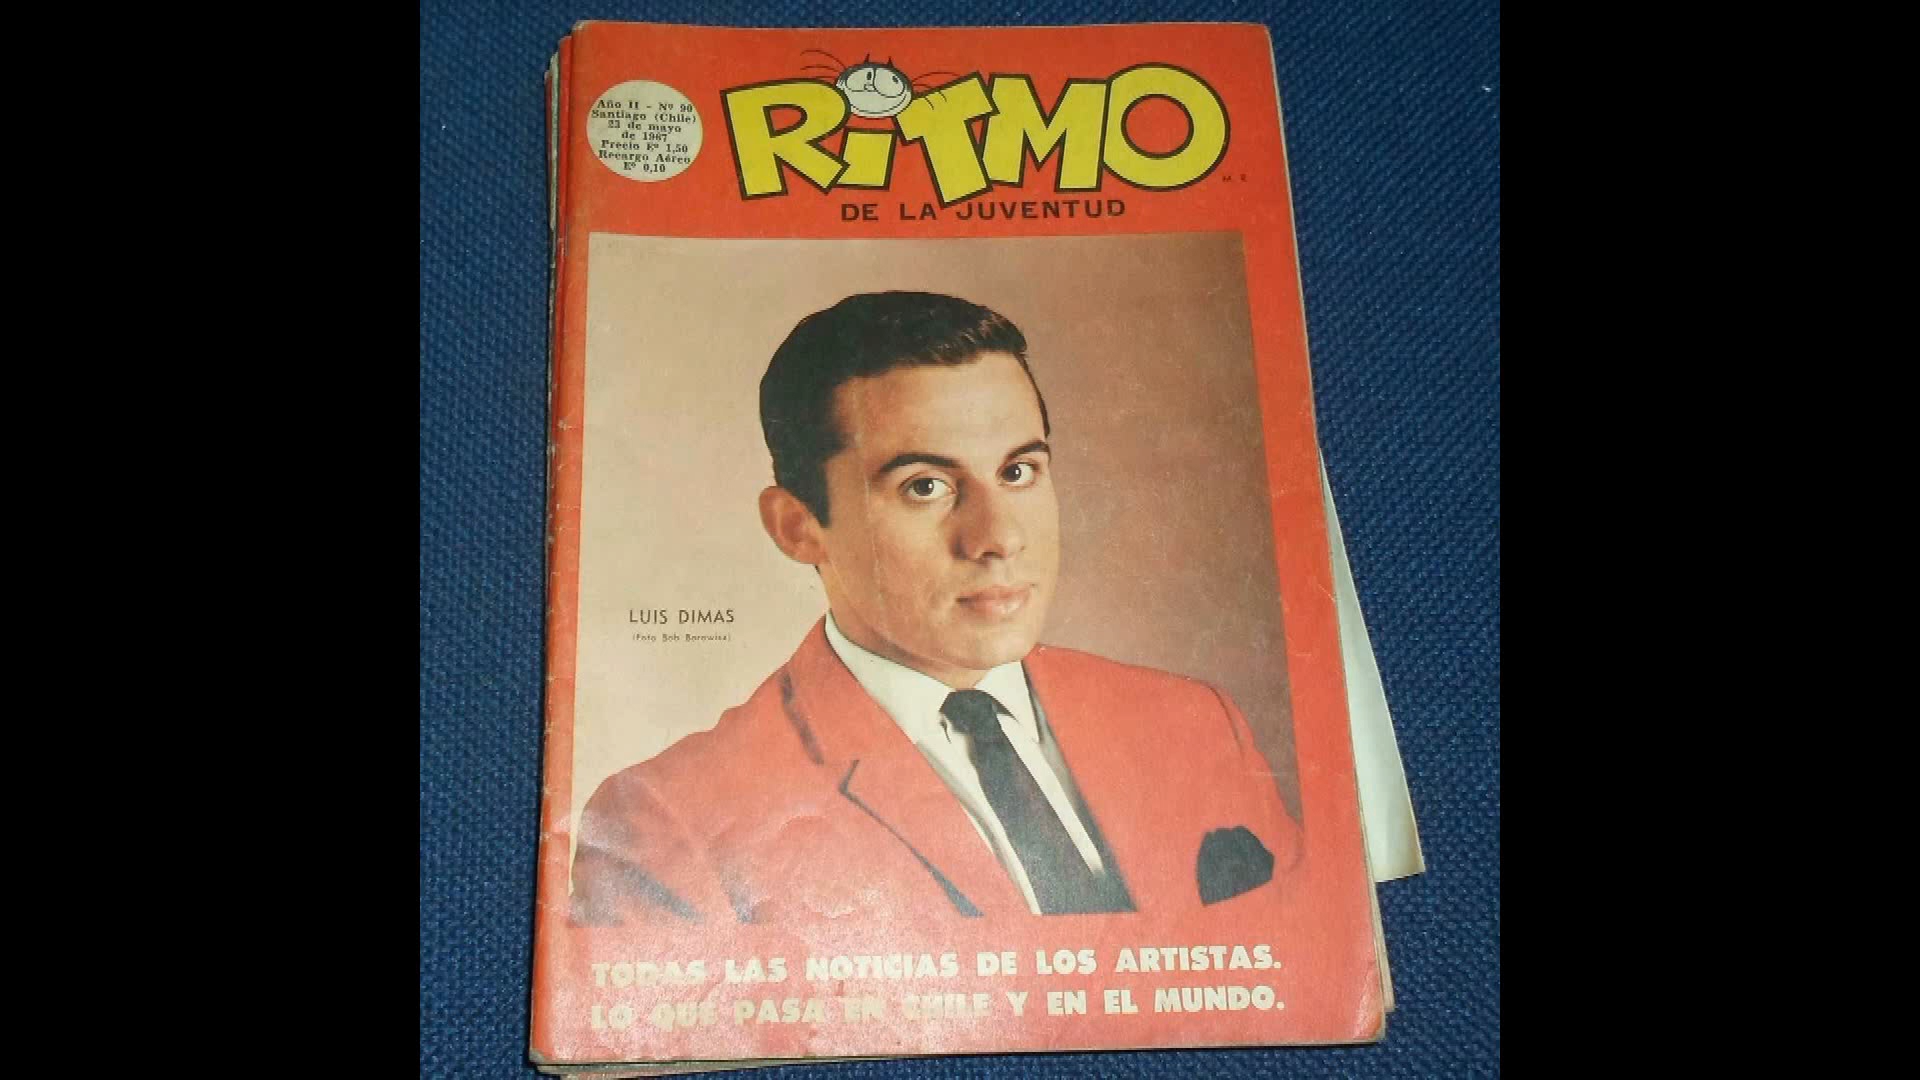 Año II - Nº 90
Santiago (Chile)
23 de mayo
de 1967
Precio Eº 1,50
Recargo Aéreo
Eº 0,10
RiTMO
M. R.
DE LA JUVENTUD
LUIS DIMAS
(Foto Bob Borowicz)
TODAS LAS NOTICIAS DE LOS ARTISTAS.
LO QUE PASA EN CHILE Y EN EL MUNDO.